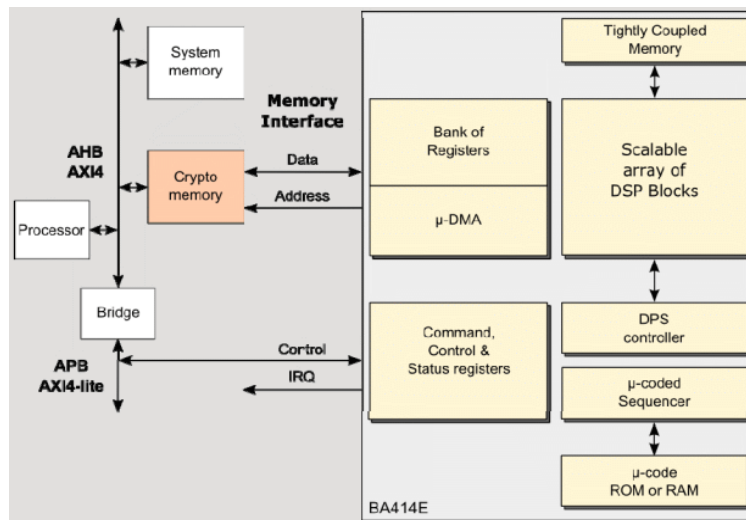 System
memory
Memory
Interface
AHB
AXI4
Crypto
memory
Data
Address
Processor
Bridge
APB
AXI4-lite
Control
IRQ
Tightly Coupled
Memory
Bank of
Registers
µ-DMA
Scalable
array of
DSP Blocks
Command,
Control &
Status registers
DPS
controller
µ-coded
Sequencer
µ-code
ROM or RAM
BA414E